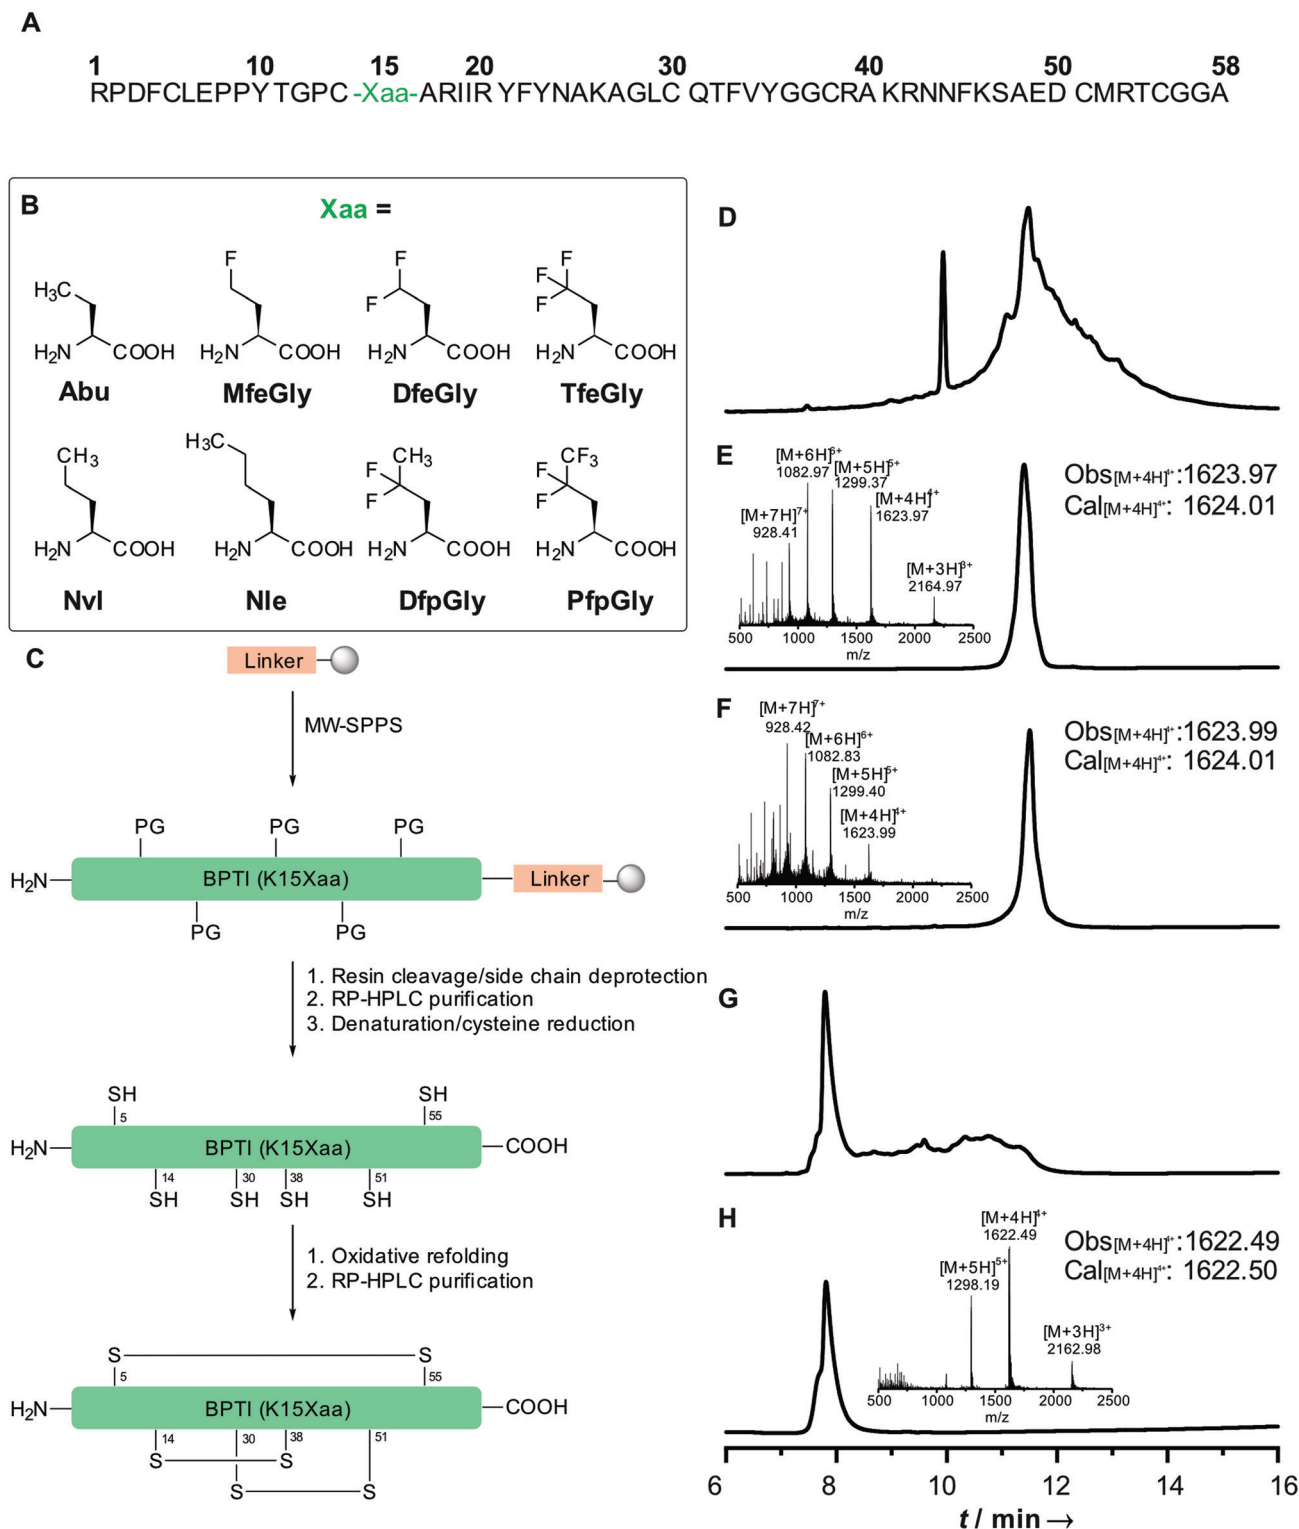 A
1 10 15 20 30 40 50 58
RPDFCLEPPYTGPC-Xaa-ARIIRYFYNAKAGLCQTFVYGGCRAKRNNFKSAEDCMRTCGGA
B
Xaa =
H₃C
H₂N COOH
Abu
F
H₂N COOH
MfeGly
F
F
H₂N COOH
DfeGly
F
F
F
H₂N COOH
TfeGly
CH₃
H₂N COOH
Nvl
H₃C
H₂N COOH
Nle
F CH₃
F
H₂N COOH
DfpGly
F CF₃
F
H₂N COOH
PfpGly
C
Linker
MW-SPPS
PG PG PG
H₂N BPTI (K15Xaa) Linker
PG PG
1. Resin cleavage/side chain deprotection
2. RP-HPLC purification
3. Denaturation/cysteine reduction
SH SH
5 55
H₂N BPTI (K15Xaa) COOH
14 30 38 51
SH SH SH SH
1. Oxidative refolding
2. RP-HPLC purification
S S
5 55
H₂N BPTI (K15Xaa) COOH
14 30 38 51
S S
S S
D
E
[M+6H]⁶⁺
1082.97
[M+5H]⁵⁺
1299.37
[M+4H]⁴⁺
1623.97
[M+7H]⁷⁺
928.41
[M+3H]³⁺
2164.97
500 1000 1500 2000 2500
m/z
Obs[M+4H]⁴⁺:1623.97
Cal[M+4H]⁴⁺: 1624.01
F
[M+7H]⁷⁺
928.42
[M+6H]⁶⁺
1082.83
[M+5H]⁵⁺
1299.40
[M+4H]⁴⁺
1623.99
500 1000 1500 2000 2500
m/z
Obs[M+4H]⁴⁺:1623.99
Cal[M+4H]⁴⁺: 1624.01
G
H
[M+4H]⁴⁺
1622.49
[M+5H]⁵⁺
1298.19
[M+3H]³⁺
2162.98
500 1000 1500 2000 2500
m/z
Obs[M+4H]⁴⁺:1622.49
Cal[M+4H]⁴⁺: 1622.50
6 8 10 12 14 16
t / min →